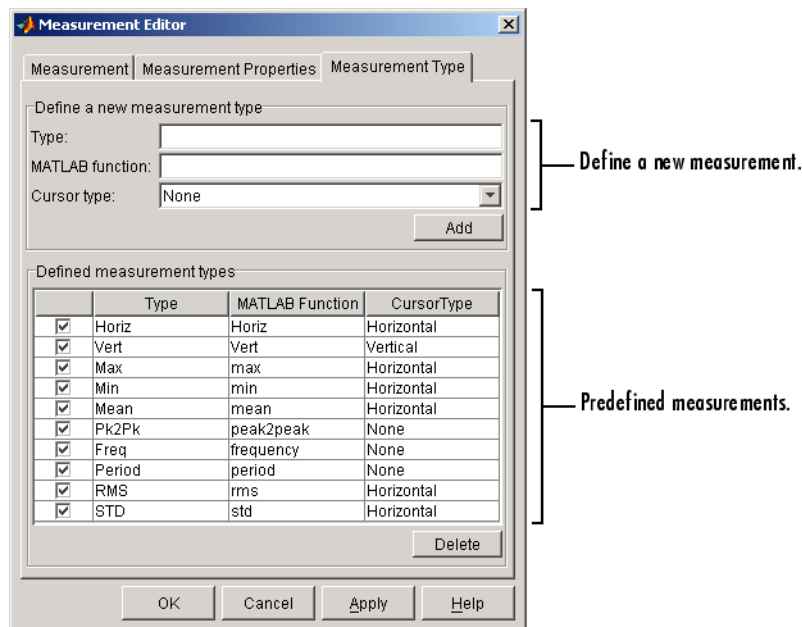 Measurement Editor
Measurement Measurement Properties Measurement Type
Define a new measurement type
Type:
MATLAB function:
Cursor type: None
Add
Define a new measurement.
Defined measurement types
Type MATLAB Function CursorType
Horiz Horiz Horizontal
Vert Vert Vertical
Max max Horizontal
Min min Horizontal
Mean mean Horizontal
Pk2Pk peak2peak None
Freq frequency None
Period period None
RMS rms Horizontal
STD std Horizontal
Predefined measurements.
Delete
OK Cancel Apply Help